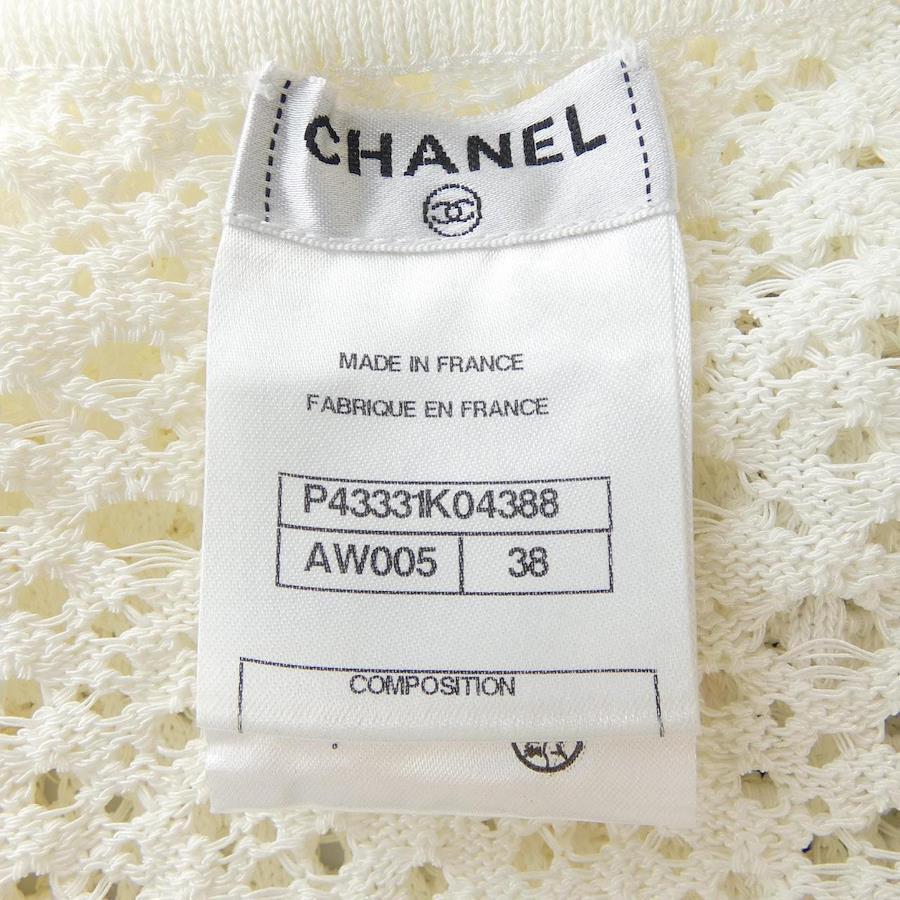 CHANEL
MADE IN FRANCE
FABRIQUE EN FRANCE
P43331K04388
AW005 38
COMPOSITION